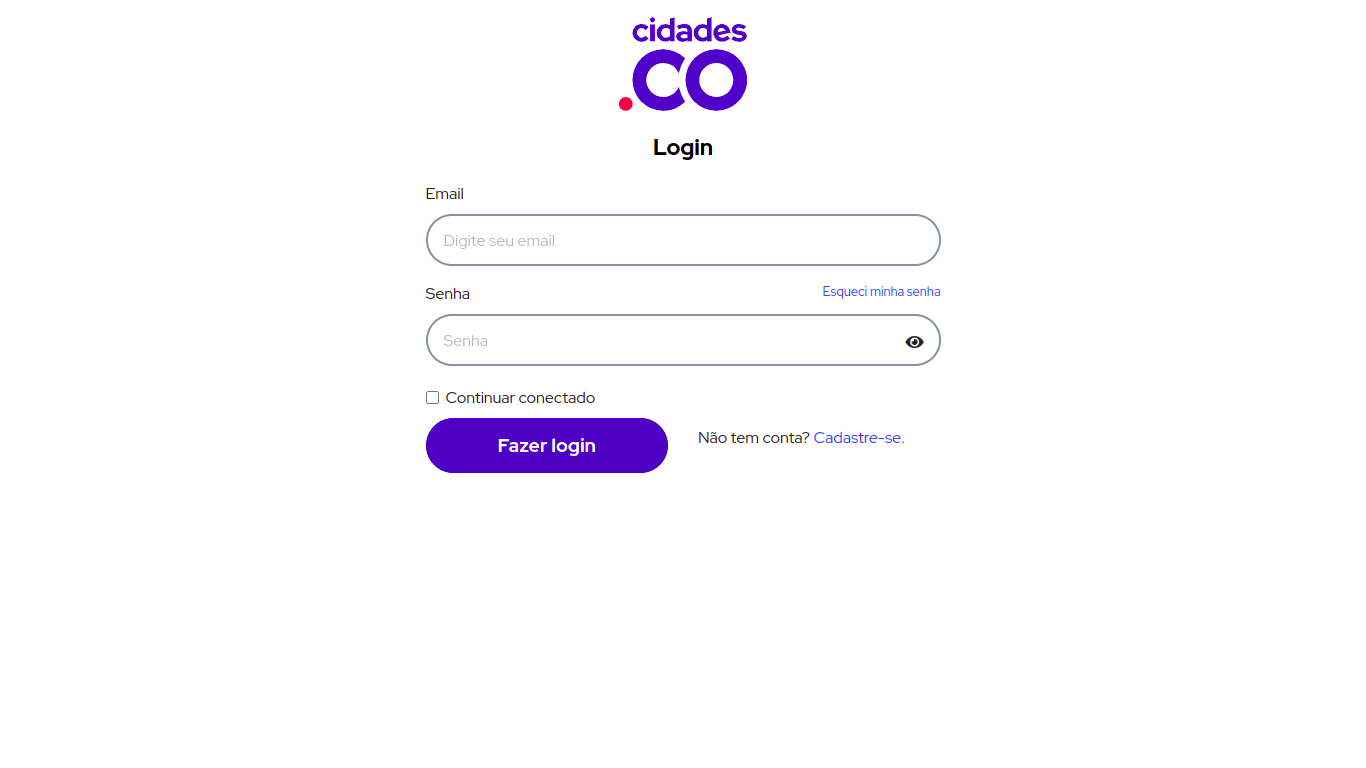 cidades
.CO
Login
Email
Digite seu email
Senha
Esqueci minha senha
Senha
Continuar conectado
Fazer login
Não tem conta? Cadastre-se.